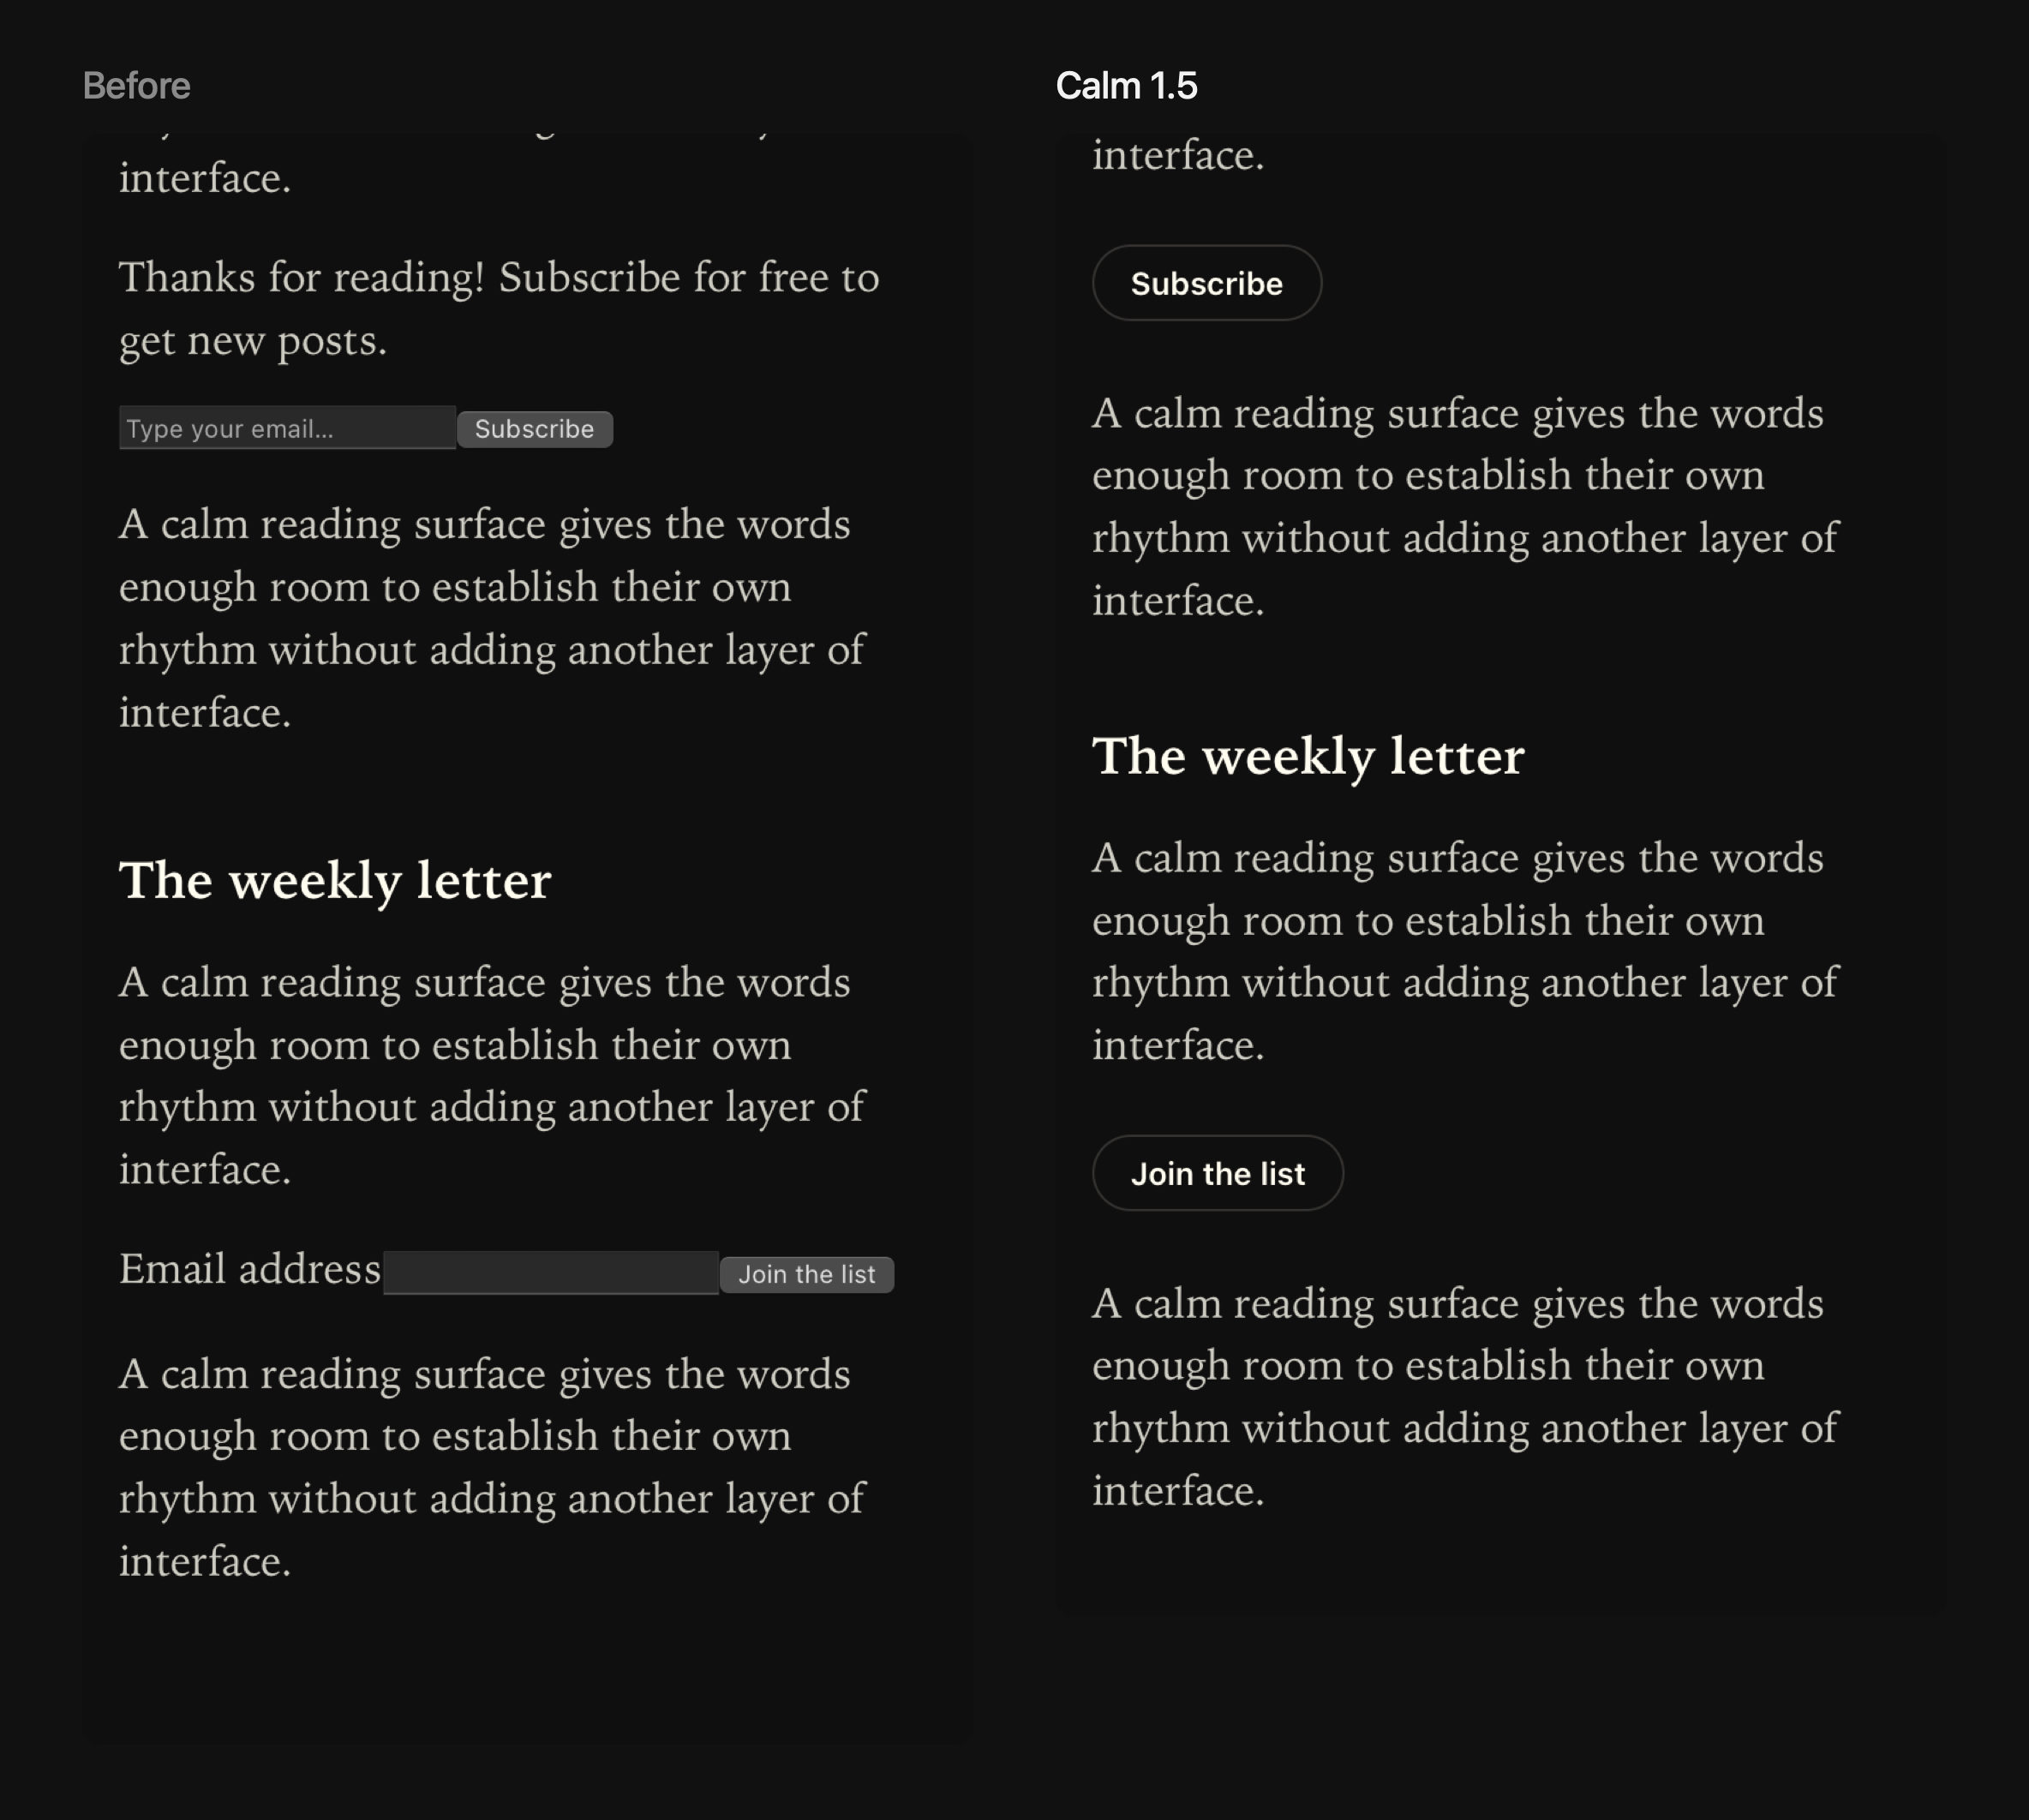 Before
interface.
Thanks for reading! Subscribe for free to
get new posts.
Type your email...
Subscribe
A calm reading surface gives the words
enough room to establish their own
rhythm without adding another layer of
interface.
The weekly letter
A calm reading surface gives the words
enough room to establish their own
rhythm without adding another layer of
interface.
Email address
Join the list
A calm reading surface gives the words
enough room to establish their own
rhythm without adding another layer of
interface.
Calm 1.5
interface.
Subscribe
A calm reading surface gives the words
enough room to establish their own
rhythm without adding another layer of
interface.
The weekly letter
A calm reading surface gives the words
enough room to establish their own
rhythm without adding another layer of
interface.
Join the list
A calm reading surface gives the words
enough room to establish their own
rhythm without adding another layer of
interface.